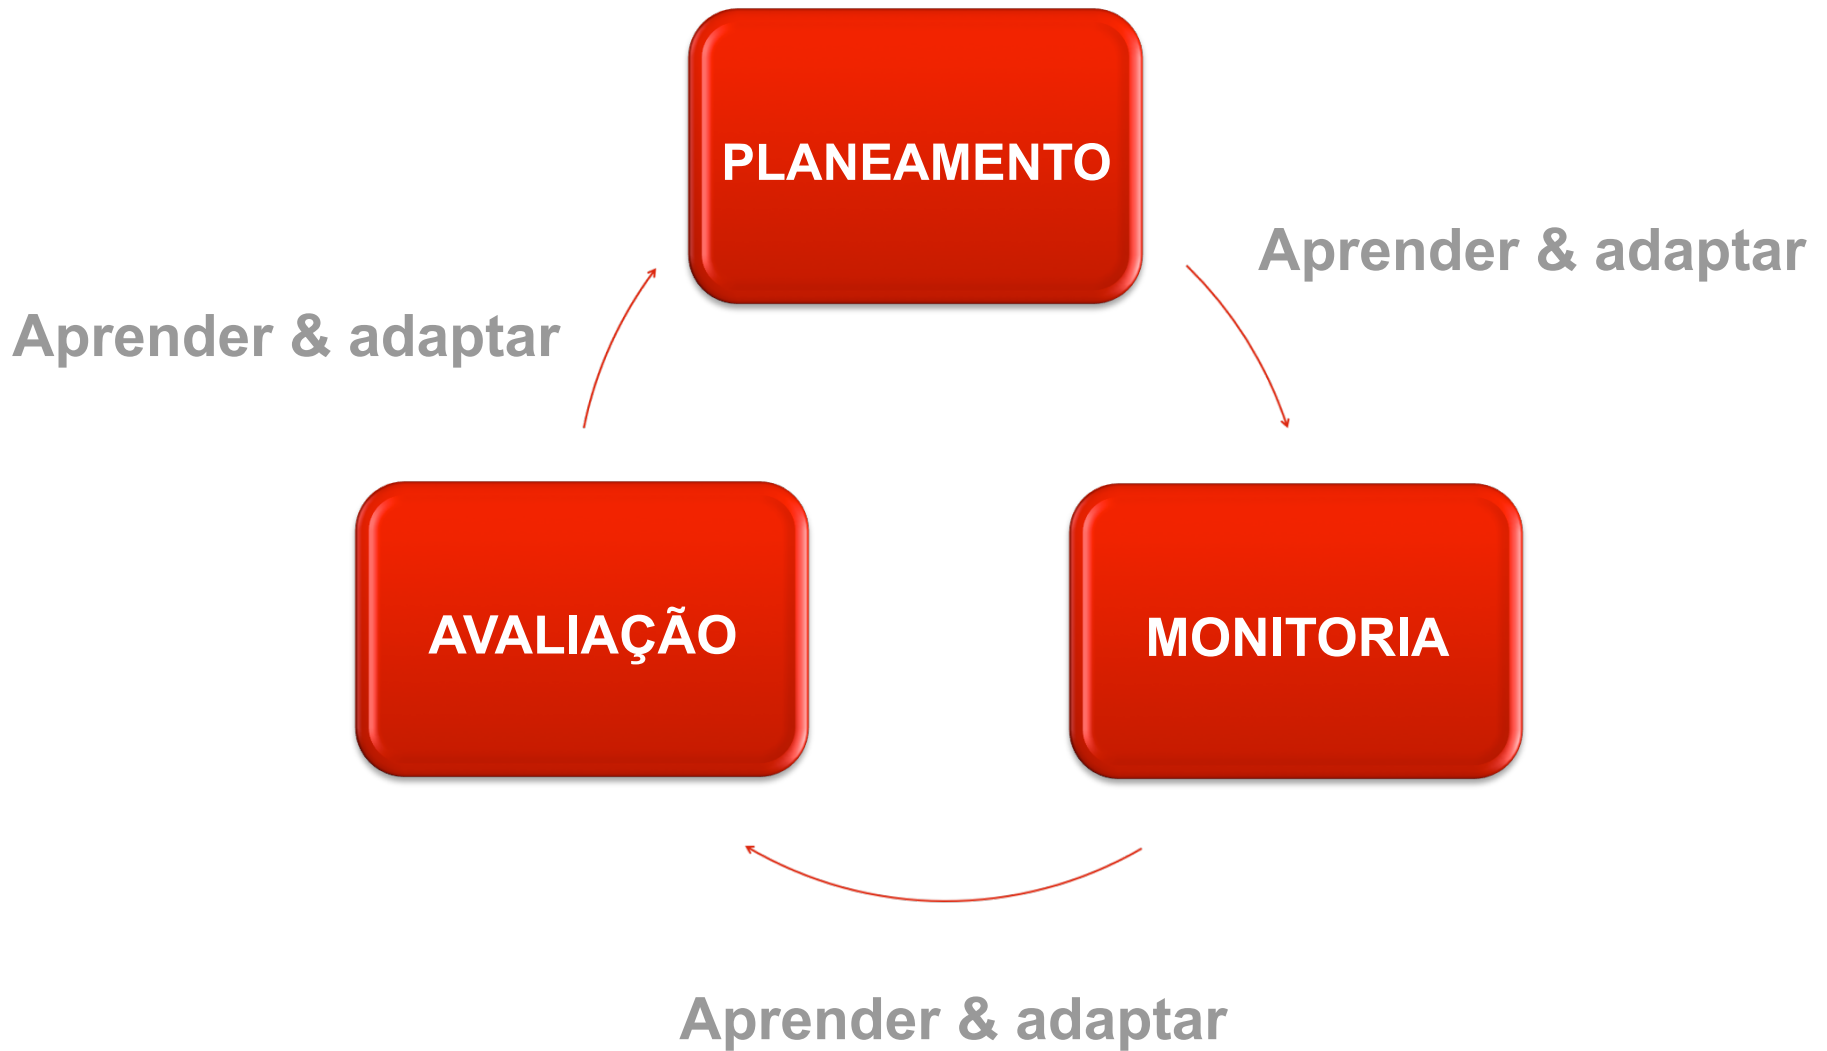 PLANEAMENTO
Aprender & adaptar
Aprender & adaptar
AVALIAÇÃO
MONITORIA
Aprender & adaptar